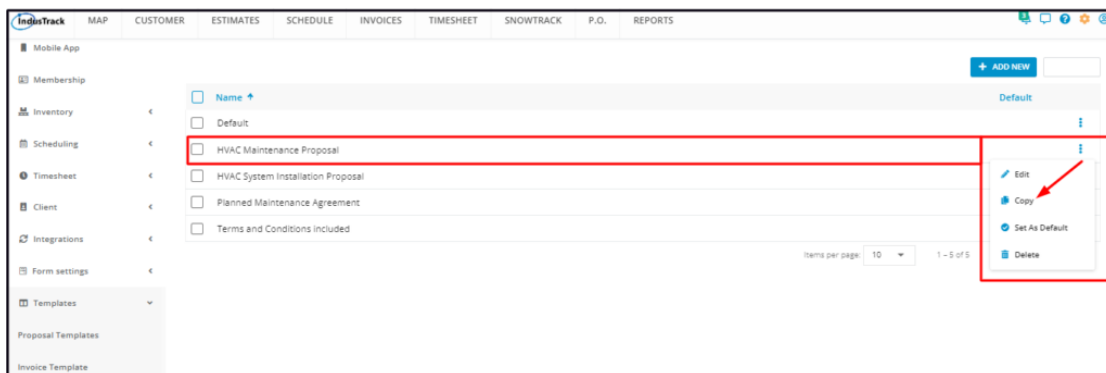 IndusTrack MAP CUSTOMER ESTIMATES SCHEDULE INVOICES TIMESHEET SNOWTRACK P.O. REPORTS
Mobile App
+ ADD NEW
Membership
Name Default
Inventory
Default
Scheduling
HVAC Maintenance Proposal
Timesheet
HVAC System Installation Proposal
Edit
Client
Planned Maintenance Agreement
Copy
Terms and Conditions included
Set As Default
Integrations
Items per page: 10 1 – 5 of 5
Delete
Form settings
Templates
Proposal Templates
Invoice Template